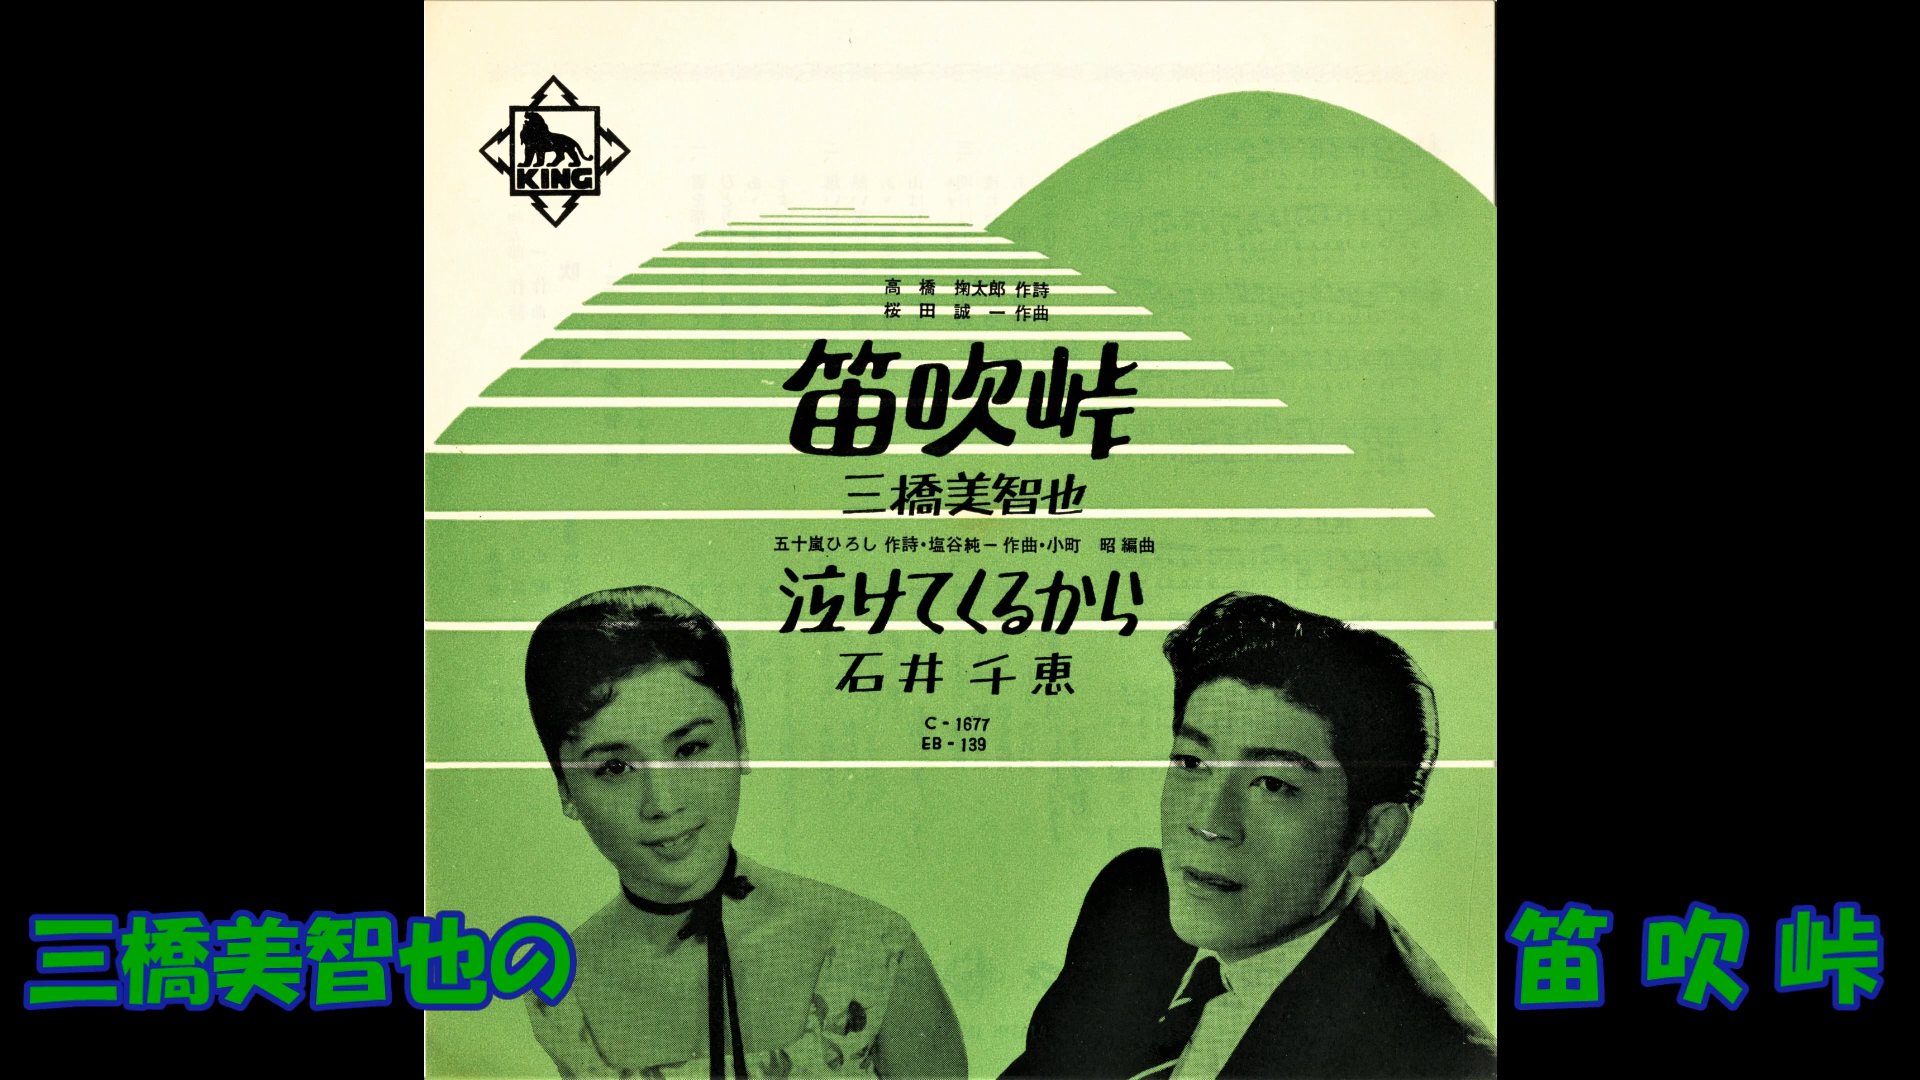 KING
高橋 掬太郎 作詩
桜田 誠一 作曲
笛吹峠
三橋美智也
五十嵐ひろし 作詩・塩谷純一 作曲・小町 昭 編曲
泣けてくるから
石井千恵
C - 1677
EB - 139
三橋美智也の
笛吹峠